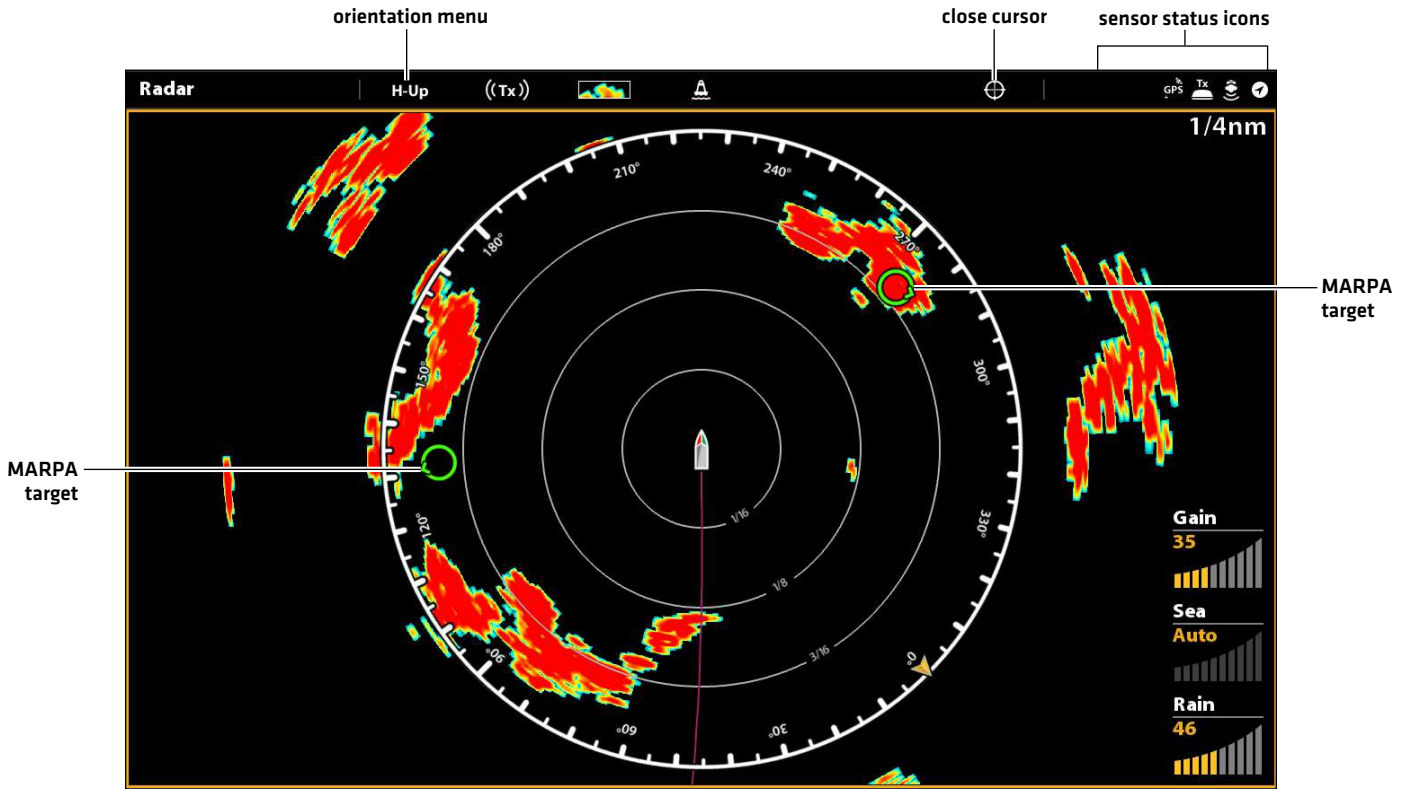 orientation menu
close cursor
sensor status icons
Radar
H-Up
((Tx))
GPS
Tx
1/4nm
210°
240°
180°
270°
MARPA
target
150°
300°
MARPA
target
120°
330°
1/16
1/8
3/16
90°
0°
60°
30°
Gain
35
Sea
Auto
Rain
46